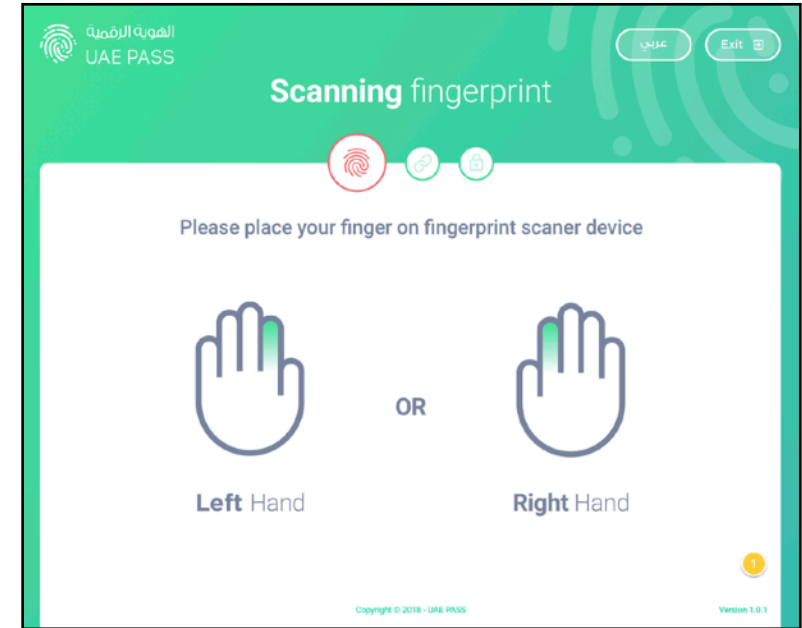 الهوية الرقمية
UAE PASS
عربي
Exit
Scanning fingerprint
Please place your finger on fingerprint scaner device
OR
Left Hand
Right Hand
1
Copyright © 2018 - UAE PASS
Version 1.0.1